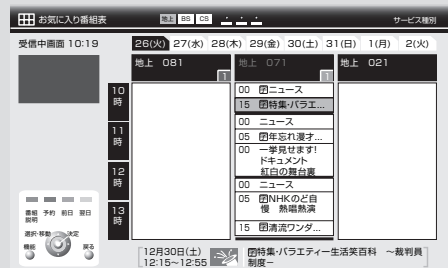 お気に入り番組表
地上 BS CS
サービス種別
受信中画面 10:19
26(火) 27(水) 28(木) 29(金) 30(土) 31(日) 1(月) 2(火)
地上 081
1
地上 071
1
地上 021
10時
11時
12時
13時
00 字ニュース
15 字特集・バラエ...
00 ニュース
05 字年忘れ漫才...
00 一挙見せます!
ドキュメント
紅白の舞台裏
00 ニュース
05 字NHKのど自
慢 熱唱熱演
15 字清流ワンダ...
番組説明 予約 前日 翌日
選択・移動 決定
機能 戻る
12月30日(土)
12:15~12:55
字特集・バラエティー生活笑百科 ~裁判員
制度−